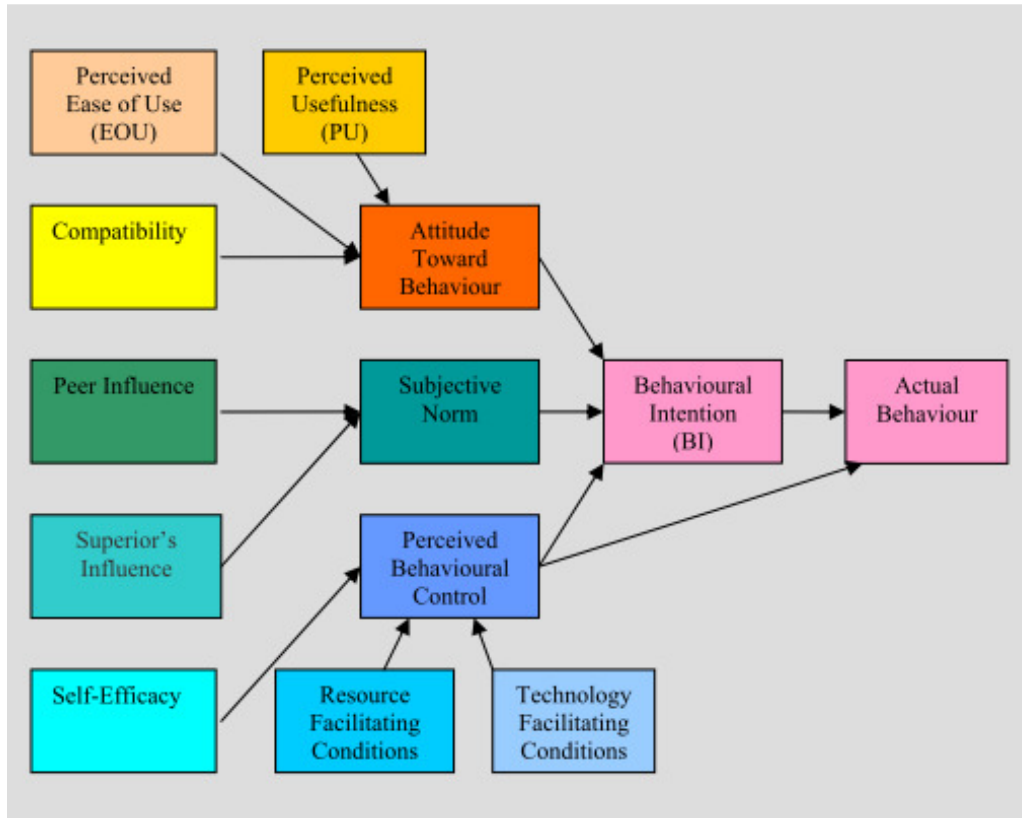 Perceived
Ease of Use
(EOU)
Perceived
Usefulness
(PU)
Compatibility
Attitude
Toward
Behaviour
Peer Influence
Subjective
Norm
Behavioural
Intention
(BI)
Actual
Behaviour
Superior’s
Influence
Perceived
Behavioural
Control
Self-Efficacy
Resource
Facilitating
Conditions
Technology
Facilitating
Conditions